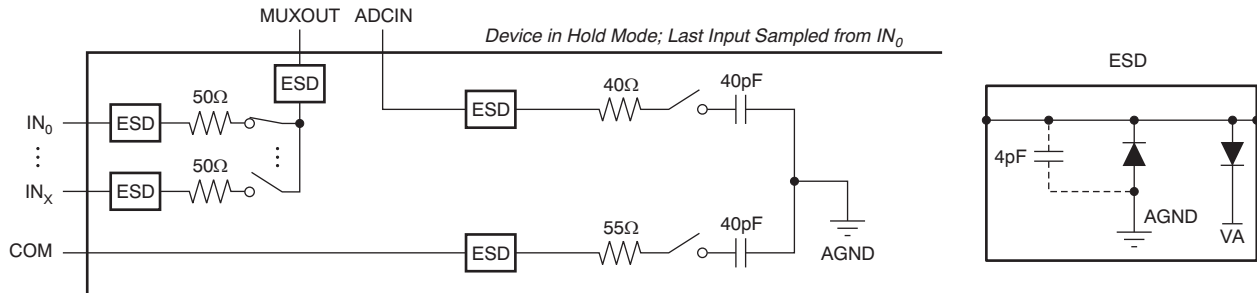 MUXOUT ADCIN
Device in Hold Mode; Last Input Sampled from IN₀
ESD
50Ω
ESD
IN₀
50Ω
ESD
INₓ
ESD
40Ω
40pF
COM
ESD
55Ω
40pF
AGND
ESD
4pF
AGND
VA